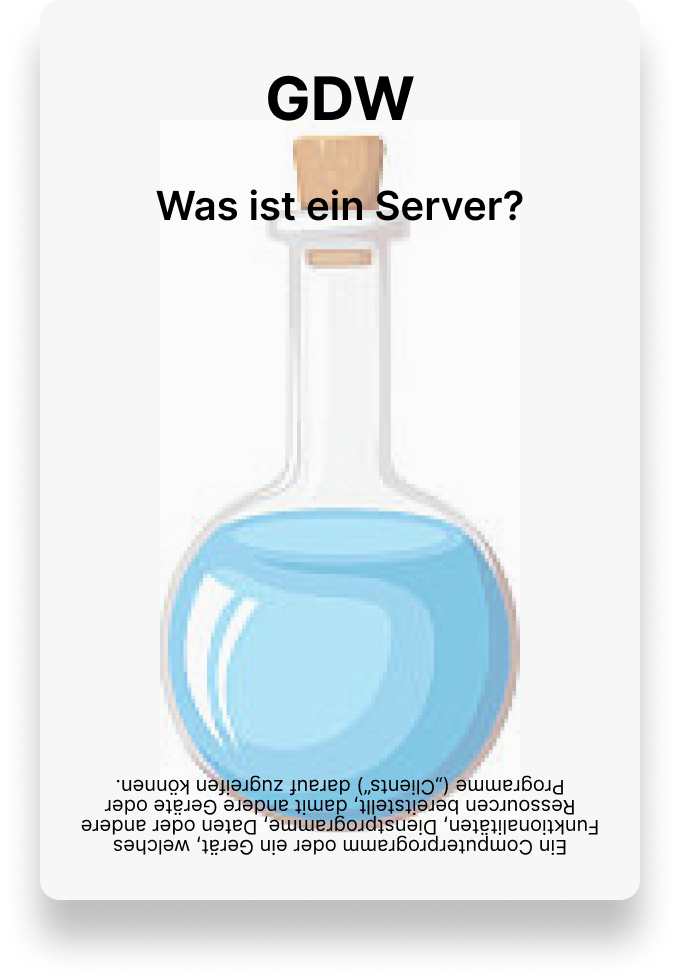 GDW
Was ist ein Server?
Ein Computerprogramm oder ein Gerät, welches
Funktionalitäten, Dienstprogramme, Daten oder andere
Ressourcen bereitstellt, damit andere Geräte oder
Programme („Clients“) darauf zugreifen können.